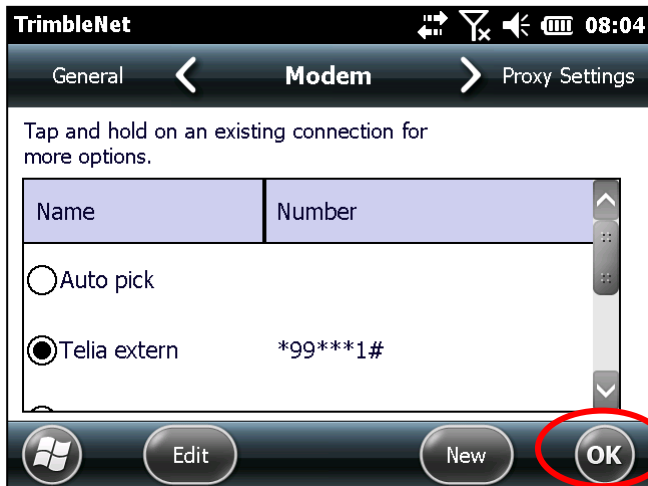 TrimbleNet 08:04
General Modem Proxy Settings
Tap and hold on an existing connection for
more options.
Name Number
Auto pick
Telia extern *99***1#
Edit New OK